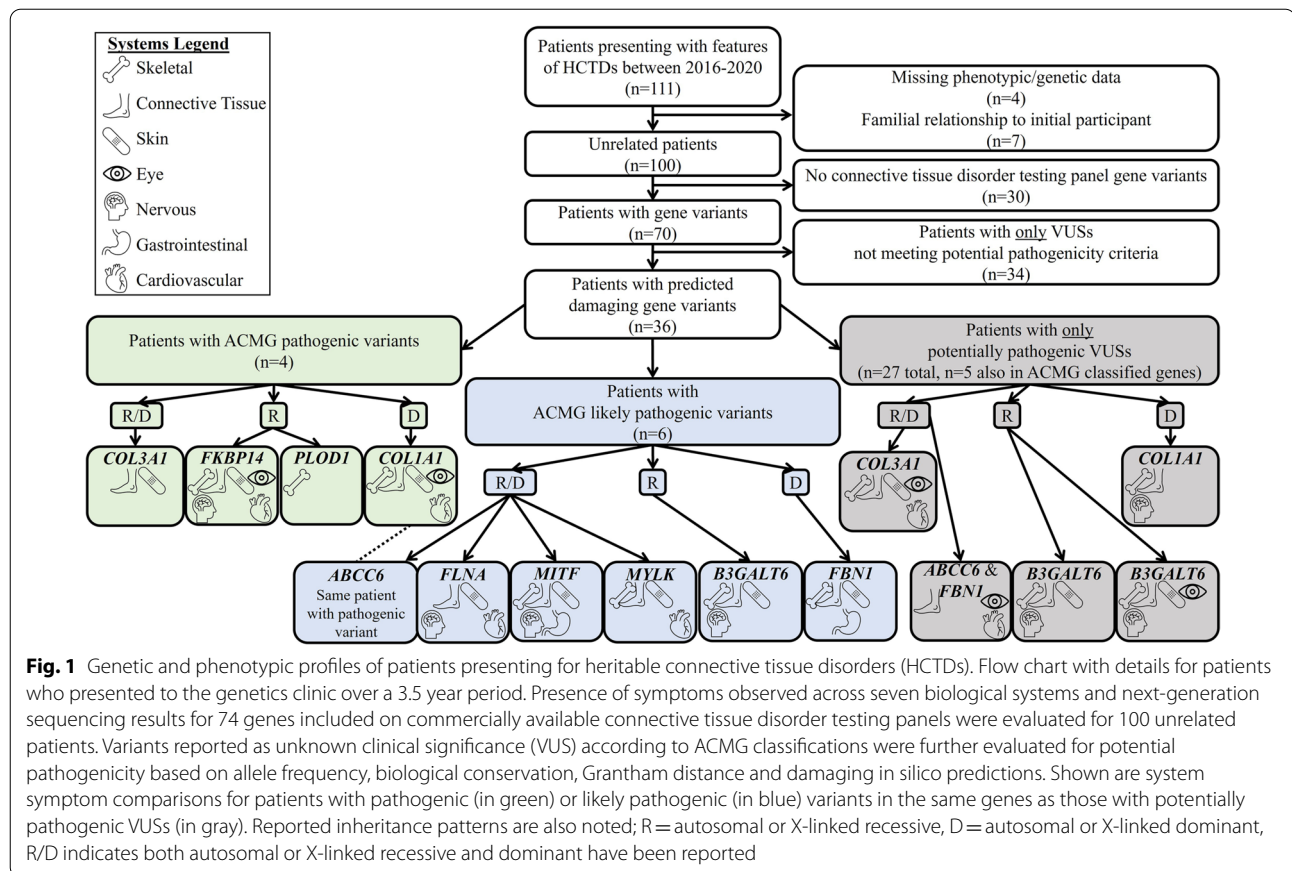 Systems Legend
Skeletal
Connective Tissue
Skin
Eye
Nervous
Gastrointestinal
Cardiovascular
Patients presenting with features
of HCTDs between 2016-2020
(n=111)
Missing phenotypic/genetic data
(n=4)
Familial relationship to initial participant
(n=7)
Unrelated patients
(n=100)
No connective tissue disorder testing panel gene variants
(n=30)
Patients with gene variants
(n=70)
Patients with only VUSs
not meeting potential pathogenicity criteria
(n=34)
Patients with predicted
damaging gene variants
(n=36)
Patients with ACMG pathogenic variants
(n=4)
Patients with
ACMG likely pathogenic variants
(n=6)
Patients with only
potentially pathogenic VUSs
(n=27 total, n=5 also in ACMG classified genes)
R/D
R
D
COL3A1
FKBP14
PLOD1
COL1A1
R/D
R
D
ABCC6
Same patient
with pathogenic
variant
FLNA
MITF
MYLK
B3GALT6
FBN1
R/D
R
D
COL3A1
COL1A1
ABCC6 &
FBN1
B3GALT6
B3GALT6
Fig. 1 Genetic and phenotypic profiles of patients presenting for heritable connective tissue disorders (HCTDs). Flow chart with details for patients
who presented to the genetics clinic over a 3.5 year period. Presence of symptoms observed across seven biological systems and next-generation
sequencing results for 74 genes included on commercially available connective tissue disorder testing panels were evaluated for 100 unrelated
patients. Variants reported as unknown clinical significance (VUS) according to ACMG classifications were further evaluated for potential
pathogenicity based on allele frequency, biological conservation, Grantham distance and damaging in silico predictions. Shown are system
symptom comparisons for patients with pathogenic (in green) or likely pathogenic (in blue) variants in the same genes as those with potentially
pathogenic VUSs (in gray). Reported inheritance patterns are also noted; R = autosomal or X-linked recessive, D = autosomal or X-linked dominant,
R/D indicates both autosomal or X-linked recessive and dominant have been reported